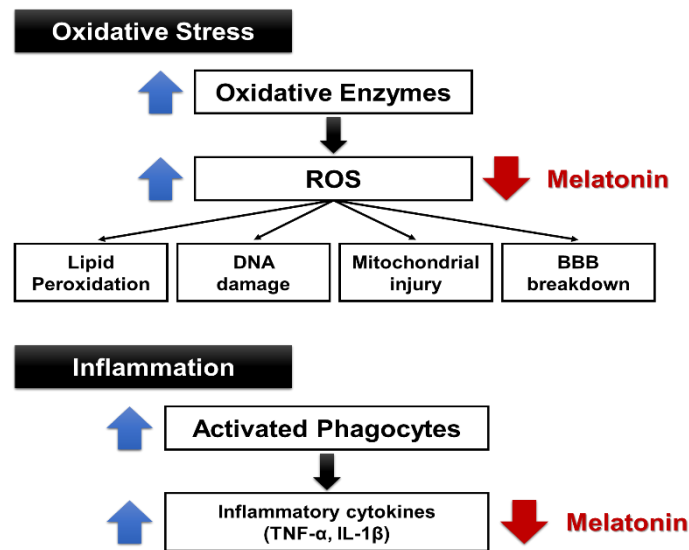 Oxidative Stress
Oxidative Enzymes
ROS
Melatonin
Lipid
Peroxidation
DNA
damage
Mitochondrial
injury
BBB
breakdown
Inflammation
Activated Phagocytes
Inflammatory cytokines
(TNF-α, IL-1β)
Melatonin